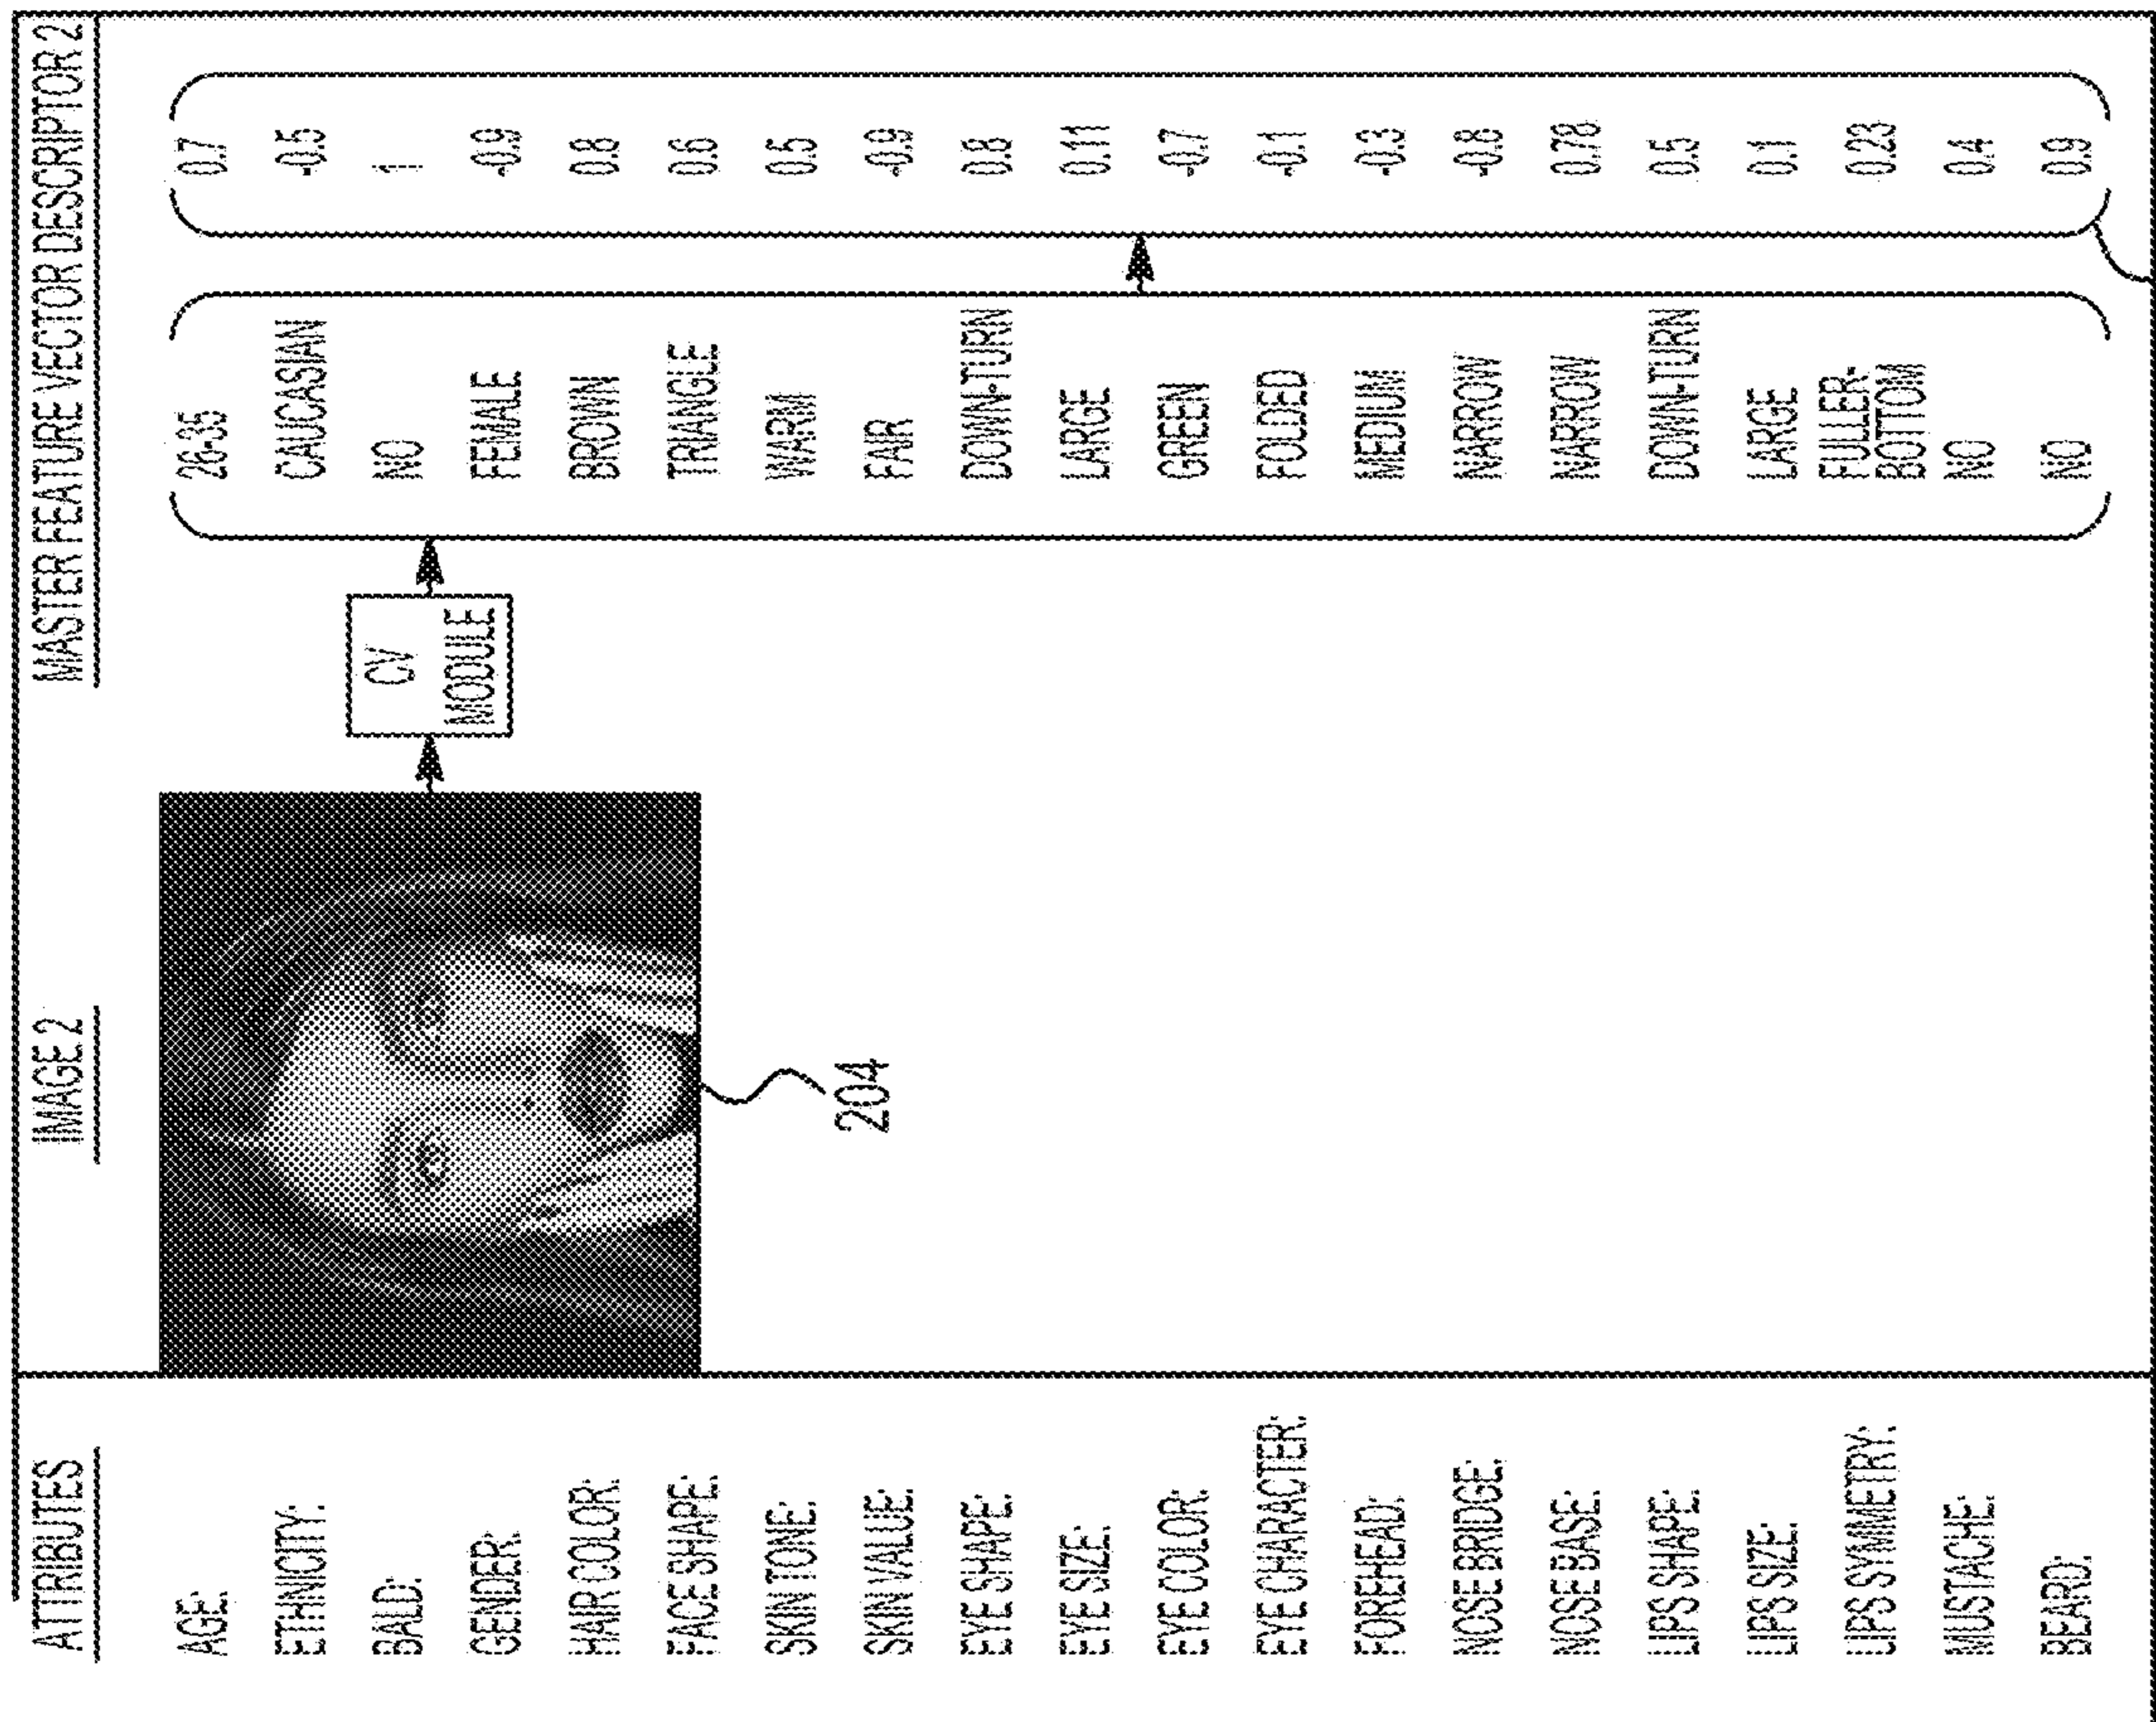 ATTRIBUTES IMAGE 2 MASTER FEATURE VECTOR DESCRIPTOR 2
AGE: 26-35 0.7
ETHNICITY: CAUCASIAN -0.5
BALD: NO 1
GENDER: FEMALE -0.9
HAIR COLOR: BROWN 0.8
FACE SHAPE: TRIANGLE 0.6
SKIN TONE: WARM 0.5
SKIN VALUE: FAIR -0.9
EYE SHAPE: DOWN-TURN 0.8
EYE SIZE: LARGE 0.11
EYE COLOR: GREEN -0.7
EYE CHARACTER: FOLDED -0.1
FOREHEAD: MEDIUM -0.3
NOSE BRIDGE: NARROW -0.8
NOSE BASE: NARROW 0.78
LIPS SHAPE: DOWN-TURN 0.5
LIPS SIZE: LARGE 0.1
LIPS SYMMETRY: FULLER-
BOTTOM 0.23
MUSTACHE: NO 0.4
BEARD: NO 0.9
CV
MODULE
204